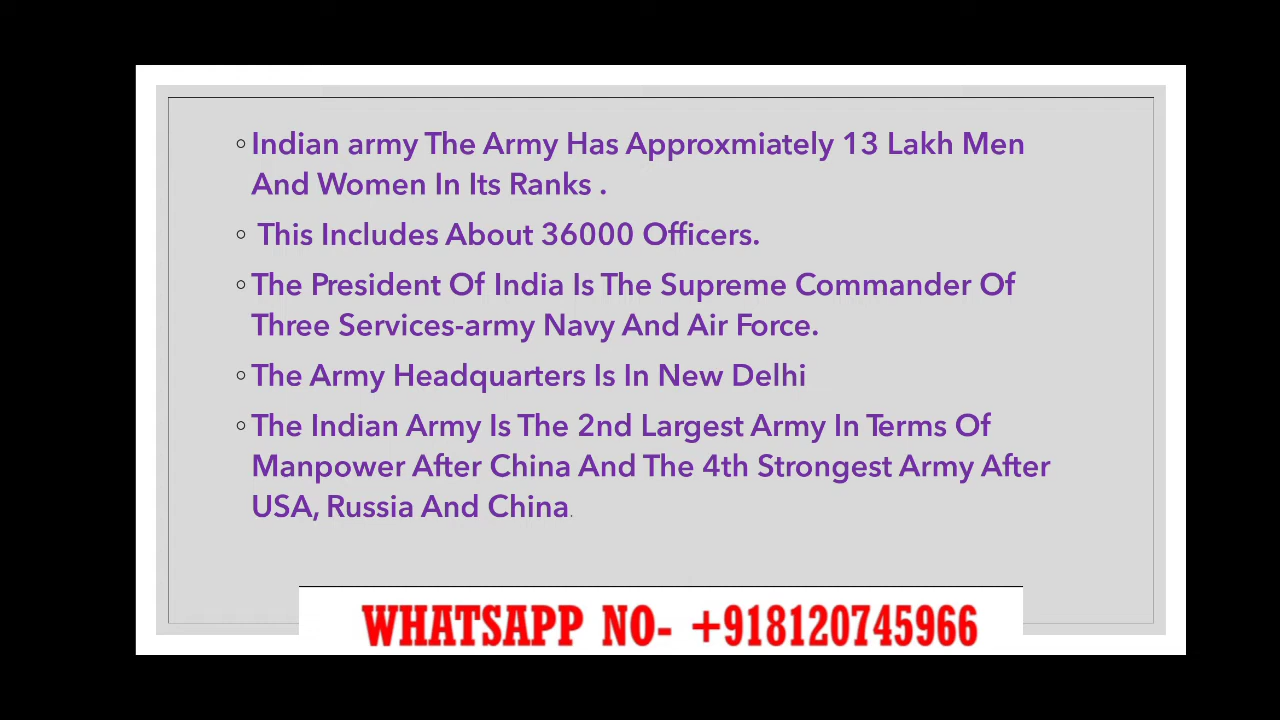 Indian army The Army Has Approxmiately 13 Lakh Men
And Women In Its Ranks .
This Includes About 36000 Officers.
The President Of India Is The Supreme Commander Of
Three Services-army Navy And Air Force.
The Army Headquarters Is In New Delhi
The Indian Army Is The 2nd Largest Army In Terms Of
Manpower After China And The 4th Strongest Army After
USA, Russia And China.
WHATSAPP NO- +918120745966